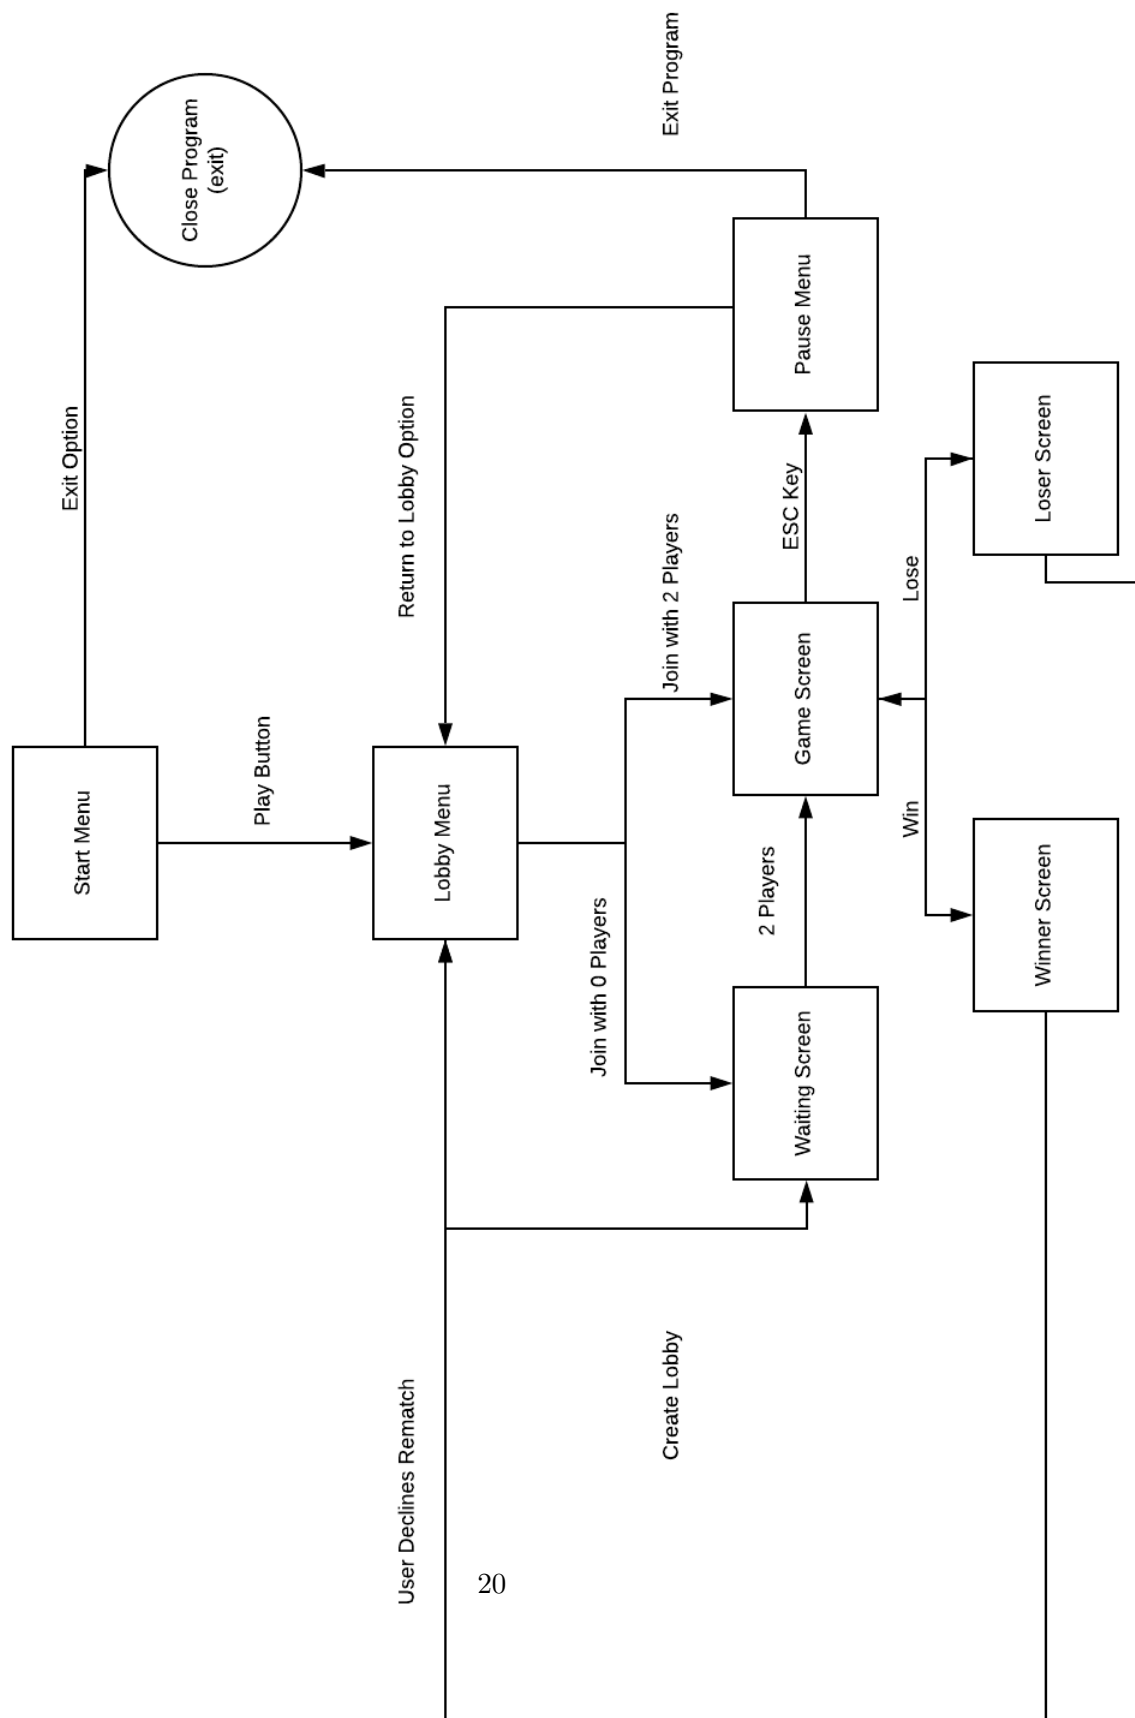 Start Menu
Exit Option
Close Program
(exit)
Play Button
User Declines Rematch
Lobby Menu
Return to Lobby Option
Join with 0 Players
Join with 2 Players
Create Lobby
Exit Program
Waiting Screen
2 Players
Game Screen
ESC Key
Pause Menu
Win
Lose
Winner Screen
Loser Screen
20